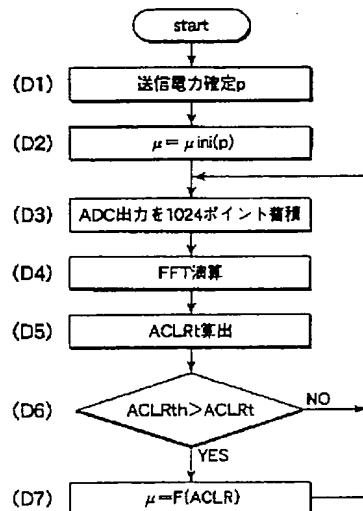 start
(D1) 送信電力確定p
(D2) μ = μ ini(p)
(D3) ADC出力を1024ポイント蓄積
(D4) FFT演算
(D5) ACLRt算出
(D6) ACLRth>ACLRt NO
YES
(D7) μ=F(ACLR)